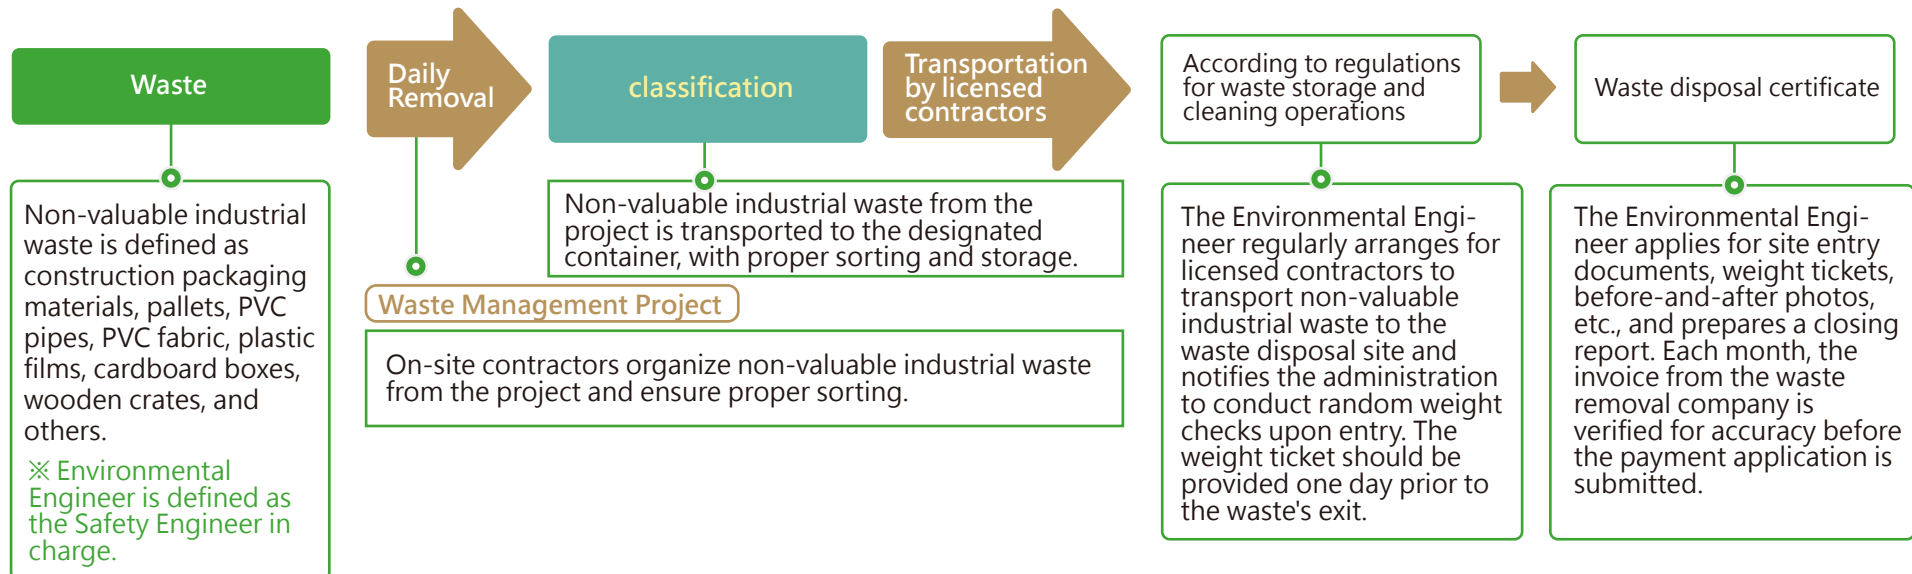 Waste
Daily
Removal
classification
Transportation
by licensed
contractors
According to regulations
for waste storage and
cleaning operations
Waste disposal certificate
Non-valuable industrial
waste is defined as
construction packaging
materials, pallets, PVC
pipes, PVC fabric, plastic
films, cardboard boxes,
wooden crates, and
others.
※ Environmental
Engineer is defined as
the Safety Engineer in
charge.
Non-valuable industrial waste from the
project is transported to the designated
container, with proper sorting and storage.
Waste Management Project
On-site contractors organize non-valuable industrial waste
from the project and ensure proper sorting.
The Environmental Engi-
neer regularly arranges for
licensed contractors to
transport non-valuable
industrial waste to the
waste disposal site and
notifies the administration
to conduct random weight
checks upon entry. The
weight ticket should be
provided one day prior to
the waste's exit.
The Environmental Engi-
neer applies for site entry
documents, weight tickets,
before-and-after photos,
etc., and prepares a closing
report. Each month, the
invoice from the waste
removal company is
verified for accuracy before
the payment application is
submitted.